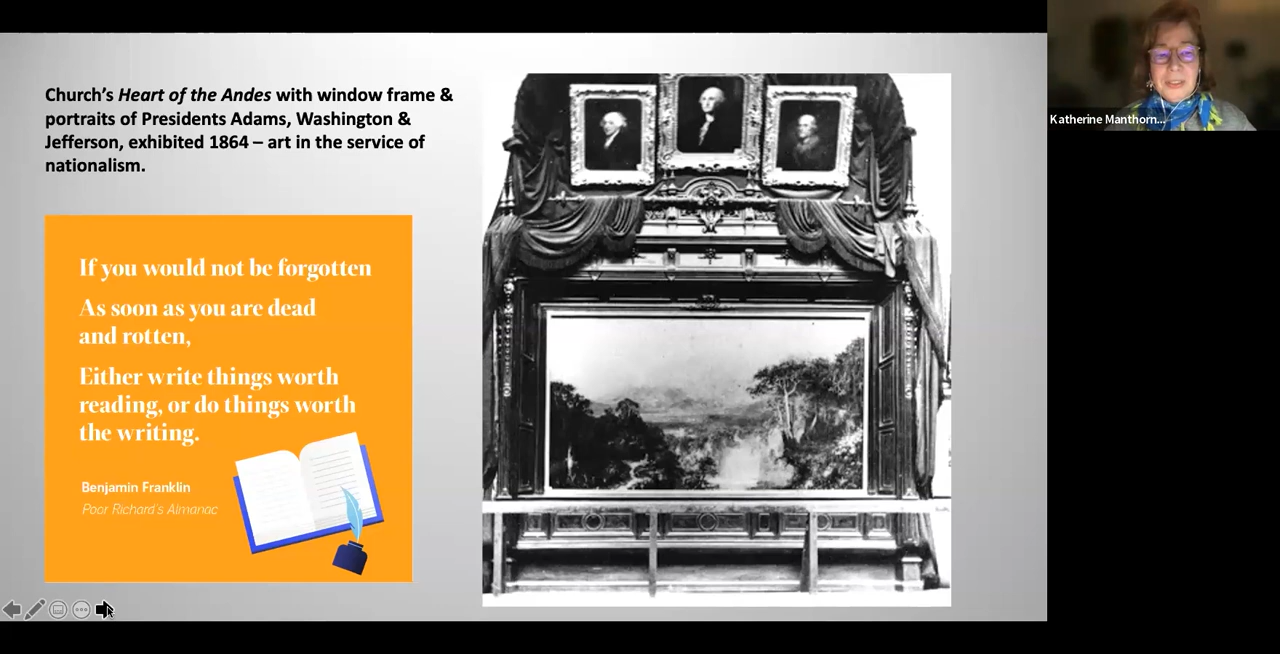 Church's Heart of the Andes with window frame &
portraits of Presidents Adams, Washington &
Jefferson, exhibited 1864 – art in the service of
nationalism.
If you would not be forgotten
As soon as you are dead
and rotten,
Either write things worth
reading, or do things worth
the writing.
Benjamin Franklin
Poor Richard's Almanac
Katherine Manthorn...